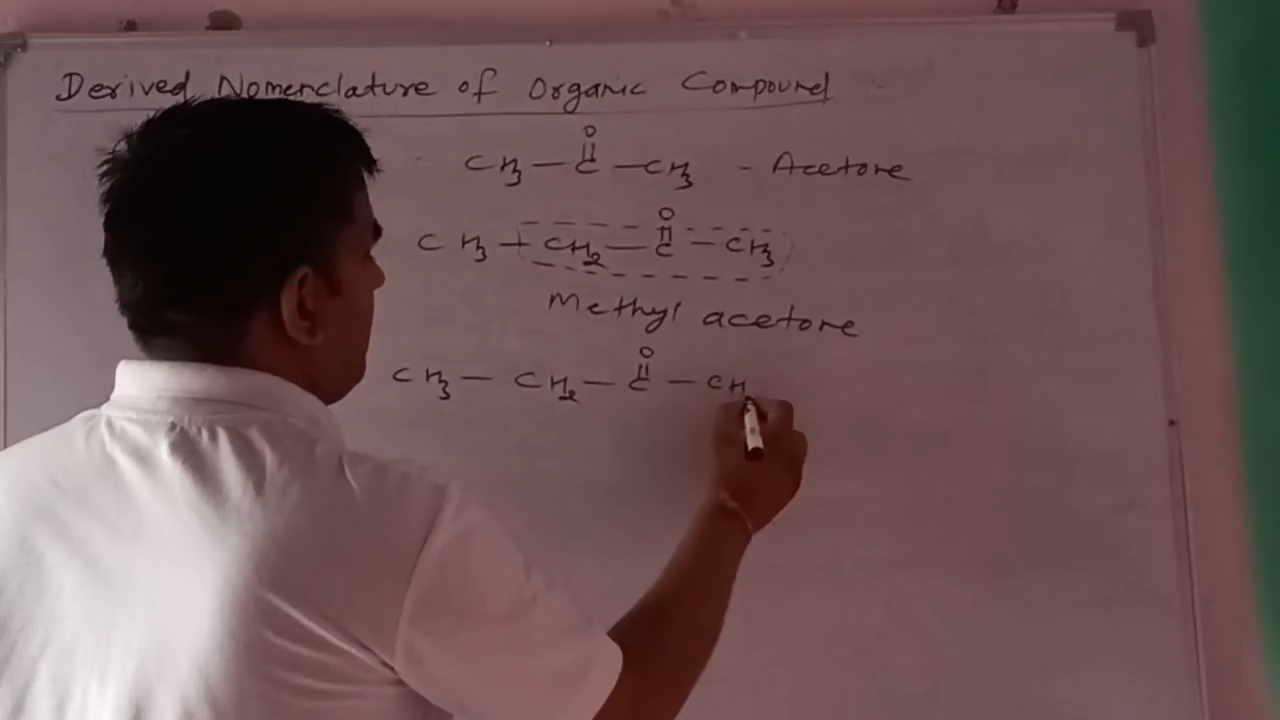 Derived Nomenclature of Organic Compound
O
CH3 — C — CH3 - Acetone
O
CH3 — CH2 — C — CH3
Methyl acetone
O
CH3 — CH2 — C — CH